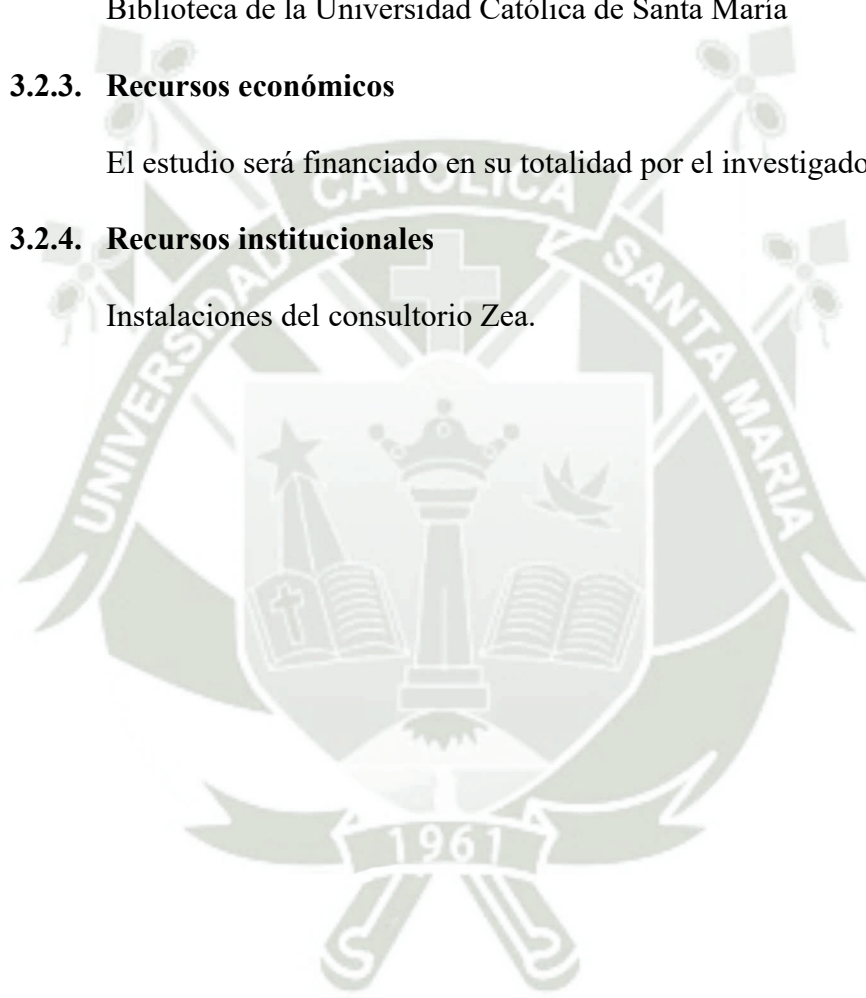 Biblioteca de la Universidad Católica de Santa María
3.2.3. Recursos económicos
El estudio será financiado en su totalidad por el investigado
3.2.4. Recursos institucionales
Instalaciones del consultorio Zea.
UNIVERSIDAD CATOLICA SANTA MARIA
1961